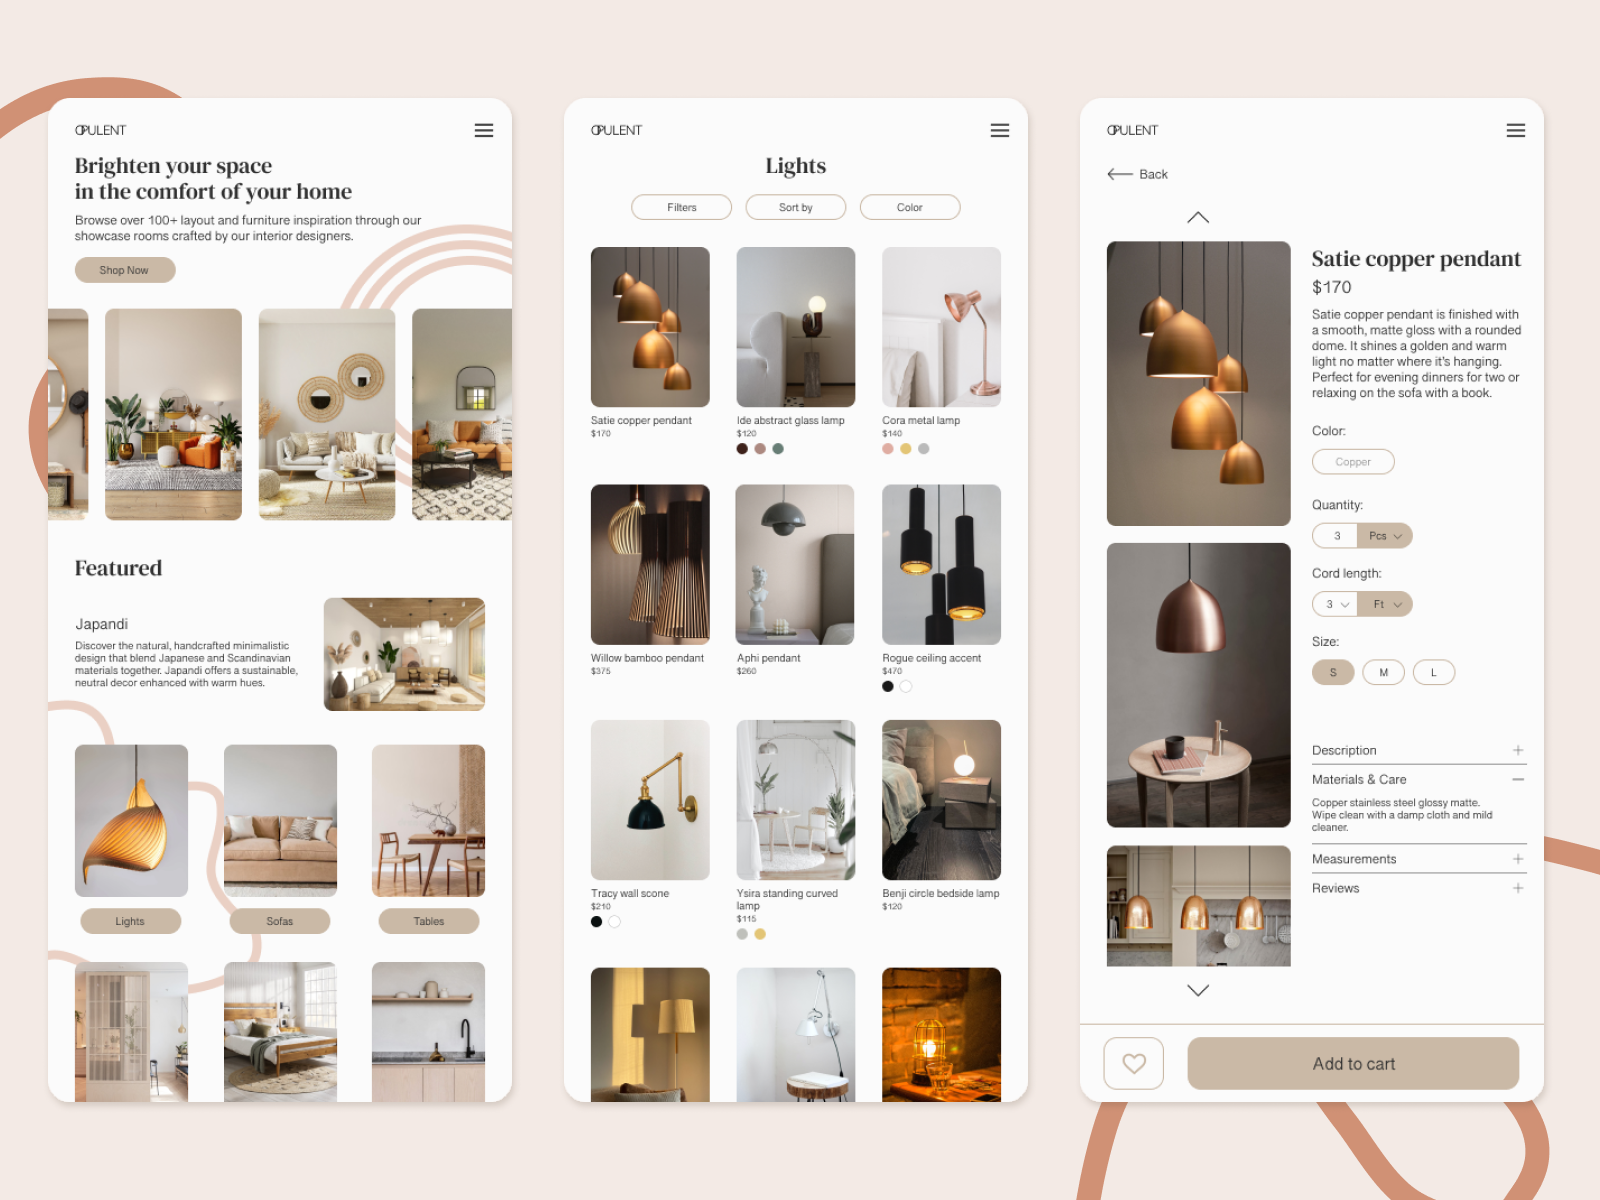 OPULENT
Brighten your space
in the comfort of your home
Browse over 100+ layout and furniture inspiration through our
showcase rooms crafted by our interior designers.
Shop Now
Featured
Japandi
Discover the natural, handcrafted minimalistic
design that blend Japanese and Scandinavian
materials together. Japandi offers a sustainable,
neutral decor enhanced with warm hues.
Lights
Sofas
Tables
OPULENT
Lights
Filters
Sort by
Color
Satie copper pendant
$170
Ide abstract glass lamp
$120
Cora metal lamp
$140
Willow bamboo pendant
$375
Aphi pendant
$260
Rogue ceiling accent
$470
Tracy wall scone
$210
Ysira standing curved
lamp
$115
Benji circle bedside lamp
$120
OPULENT
Back
Satie copper pendant
$170
Satie copper pendant is finished with
a smooth, matte gloss with a rounded
dome. It shines a golden and warm
light no matter where it's hanging.
Perfect for evening dinners for two or
relaxing on the sofa with a book.
Color:
Copper
Quantity:
3 Pcs
Cord length:
3 Ft
Size:
S M L
Description
Materials & Care
Copper stainless steel glossy matte.
Wipe clean with a damp cloth and mild
cleaner.
Measurements
Reviews
Add to cart